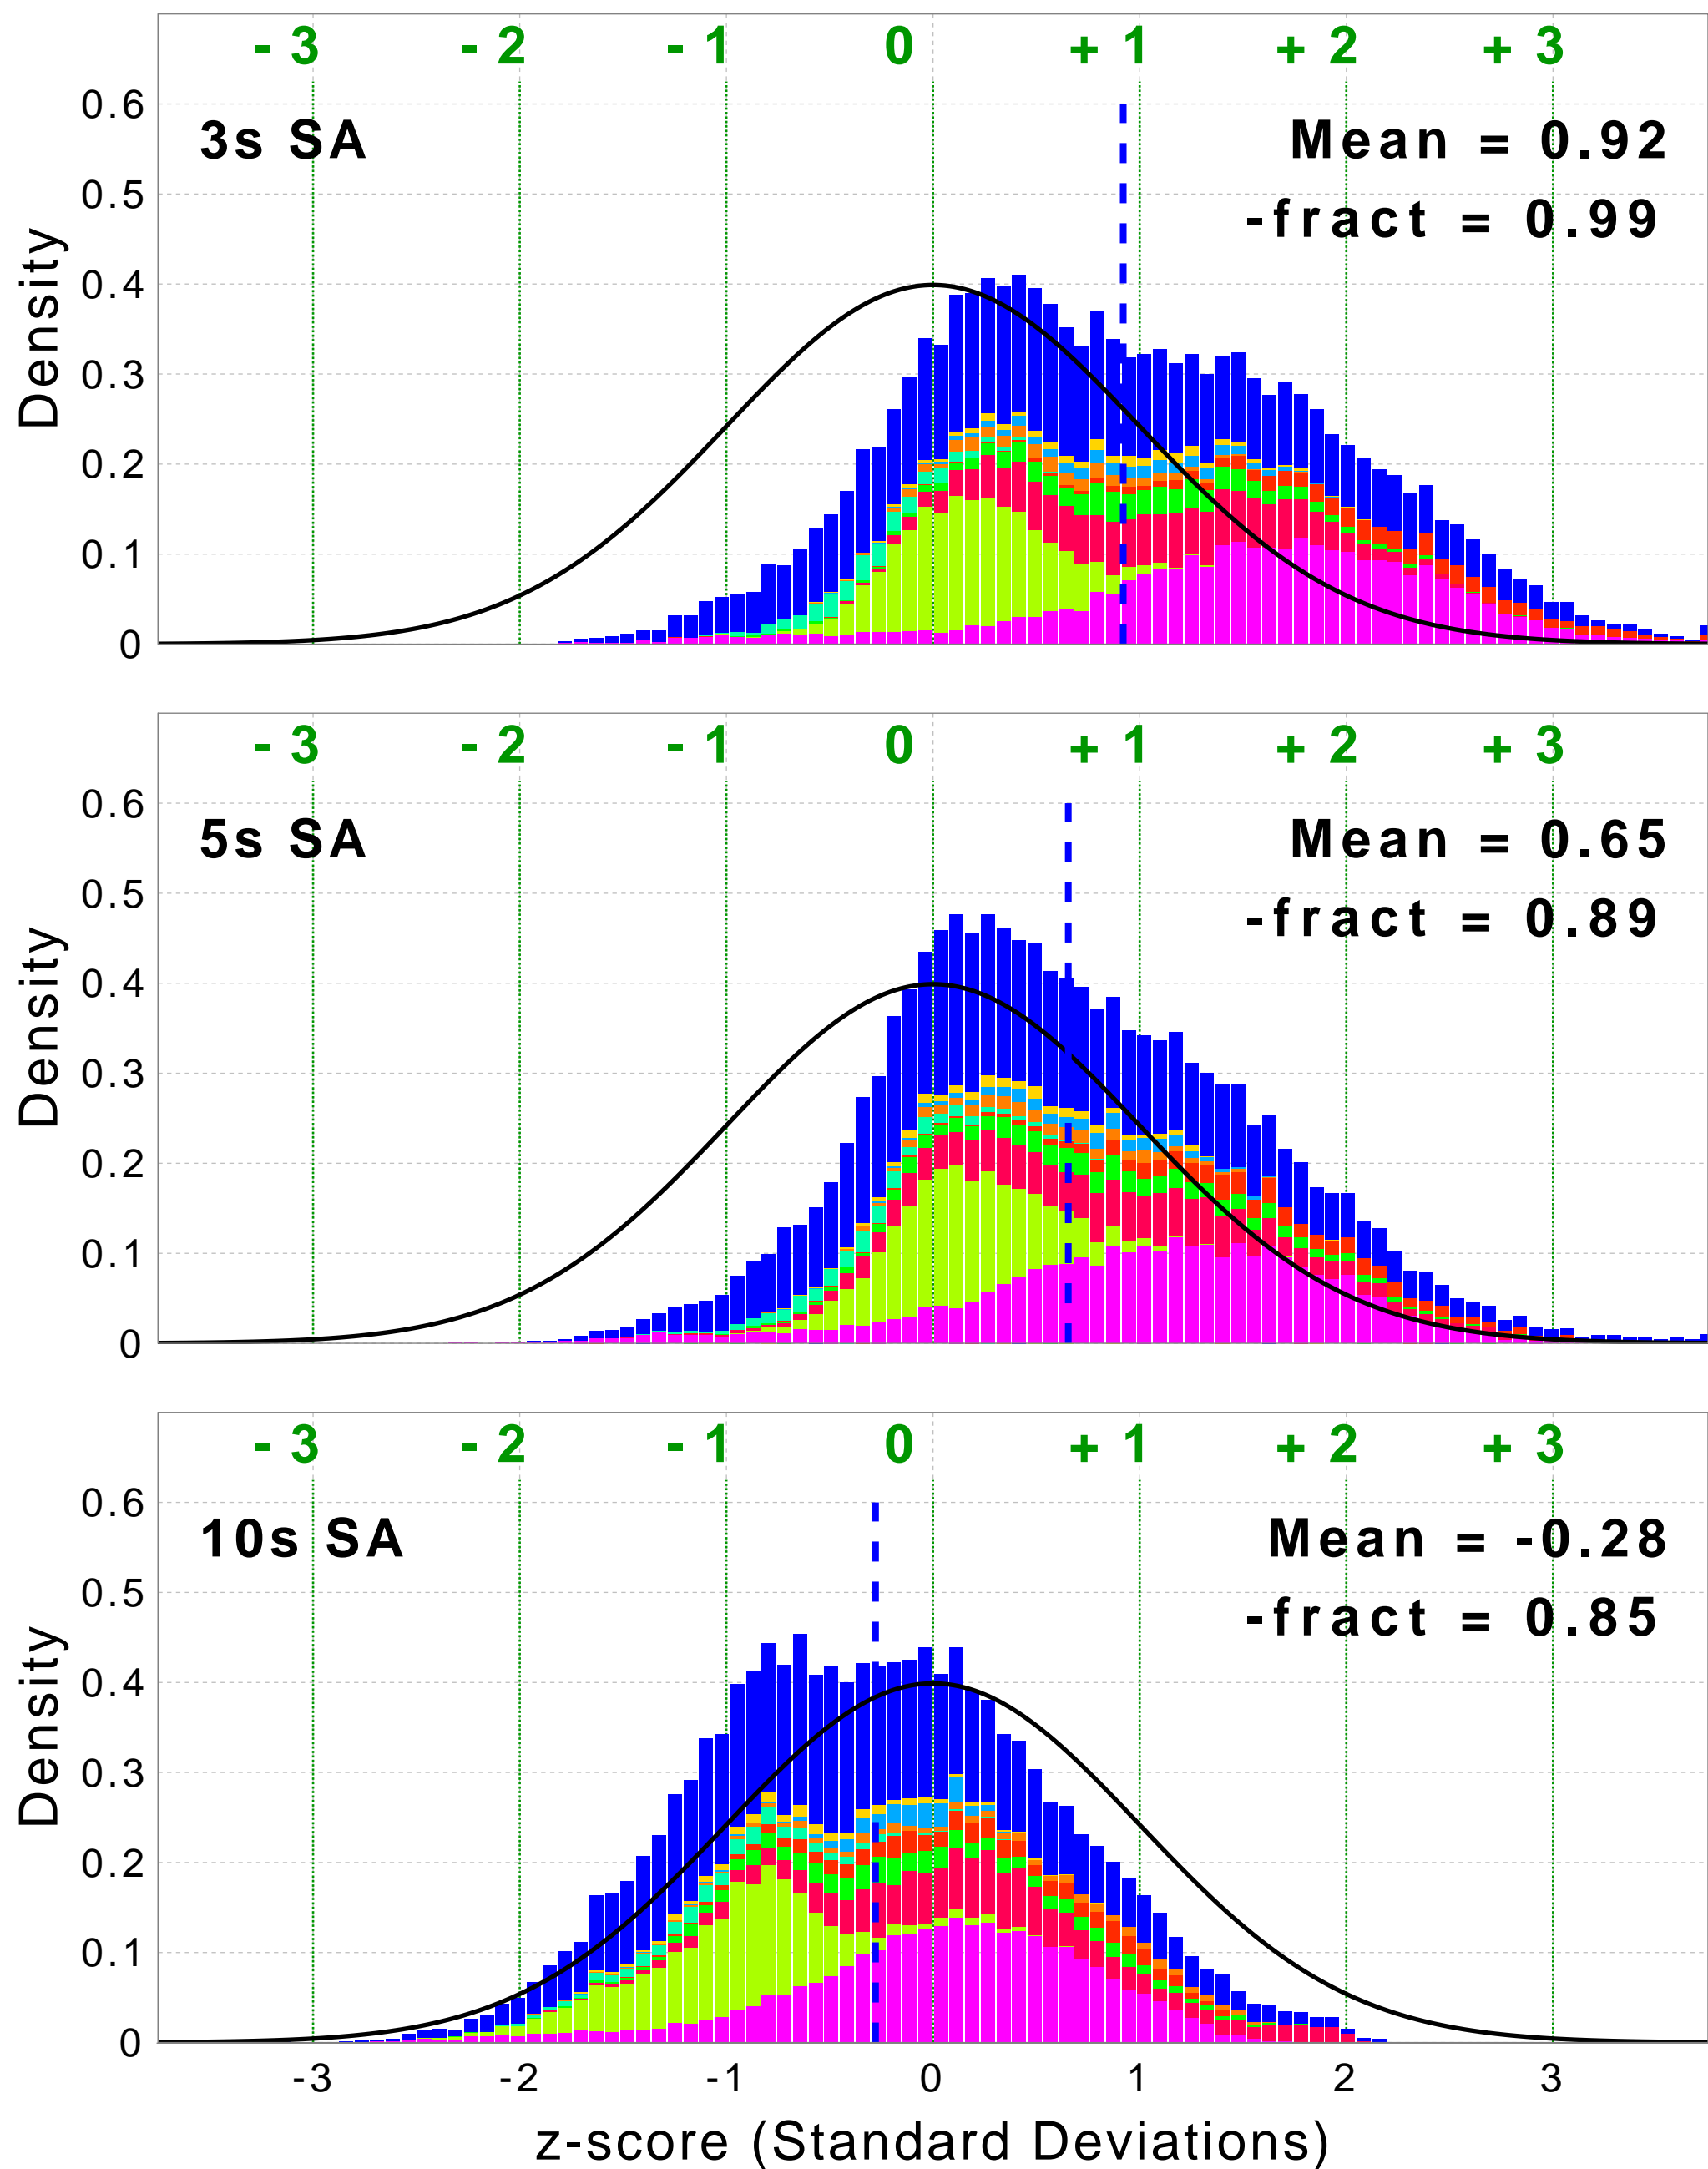 - 3 - 2 - 1 0 + 1 + 2 + 3
0.6
3s SA Mean = 0.92
0.5
-fract = 0.99
0.4
0.3
0.2
0.1
0
Density
- 3 - 2 - 1 0 + 1 + 2 + 3
0.6
5s SA Mean = 0.65
0.5
-fract = 0.89
0.4
0.3
0.2
0.1
0
Density
- 3 - 2 - 1 0 + 1 + 2 + 3
0.6
10s SA Mean = -0.28
0.5
-fract = 0.85
0.4
0.3
0.2
0.1
0
Density
-3 -2 -1 0 1 2 3
z-score (Standard Deviations)